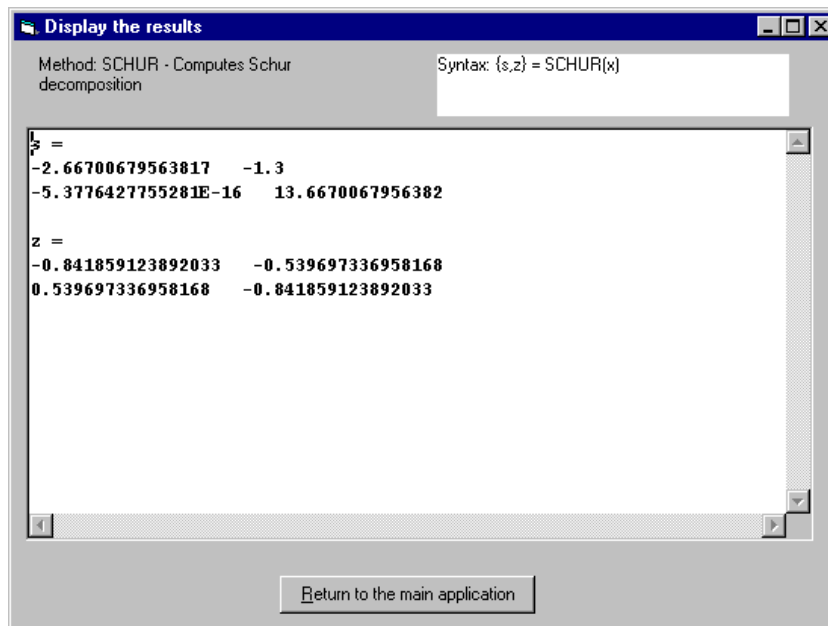 Display the results
Method: SCHUR - Computes Schur
decomposition
Syntax: {s,z} = SCHUR(x)
s =
-2.66700679563817 -1.3
-5.3776427755281E-16 13.6670067956382
z =
-0.841859123892033 -0.539697336958168
0.539697336958168 -0.841859123892033
Return to the main application